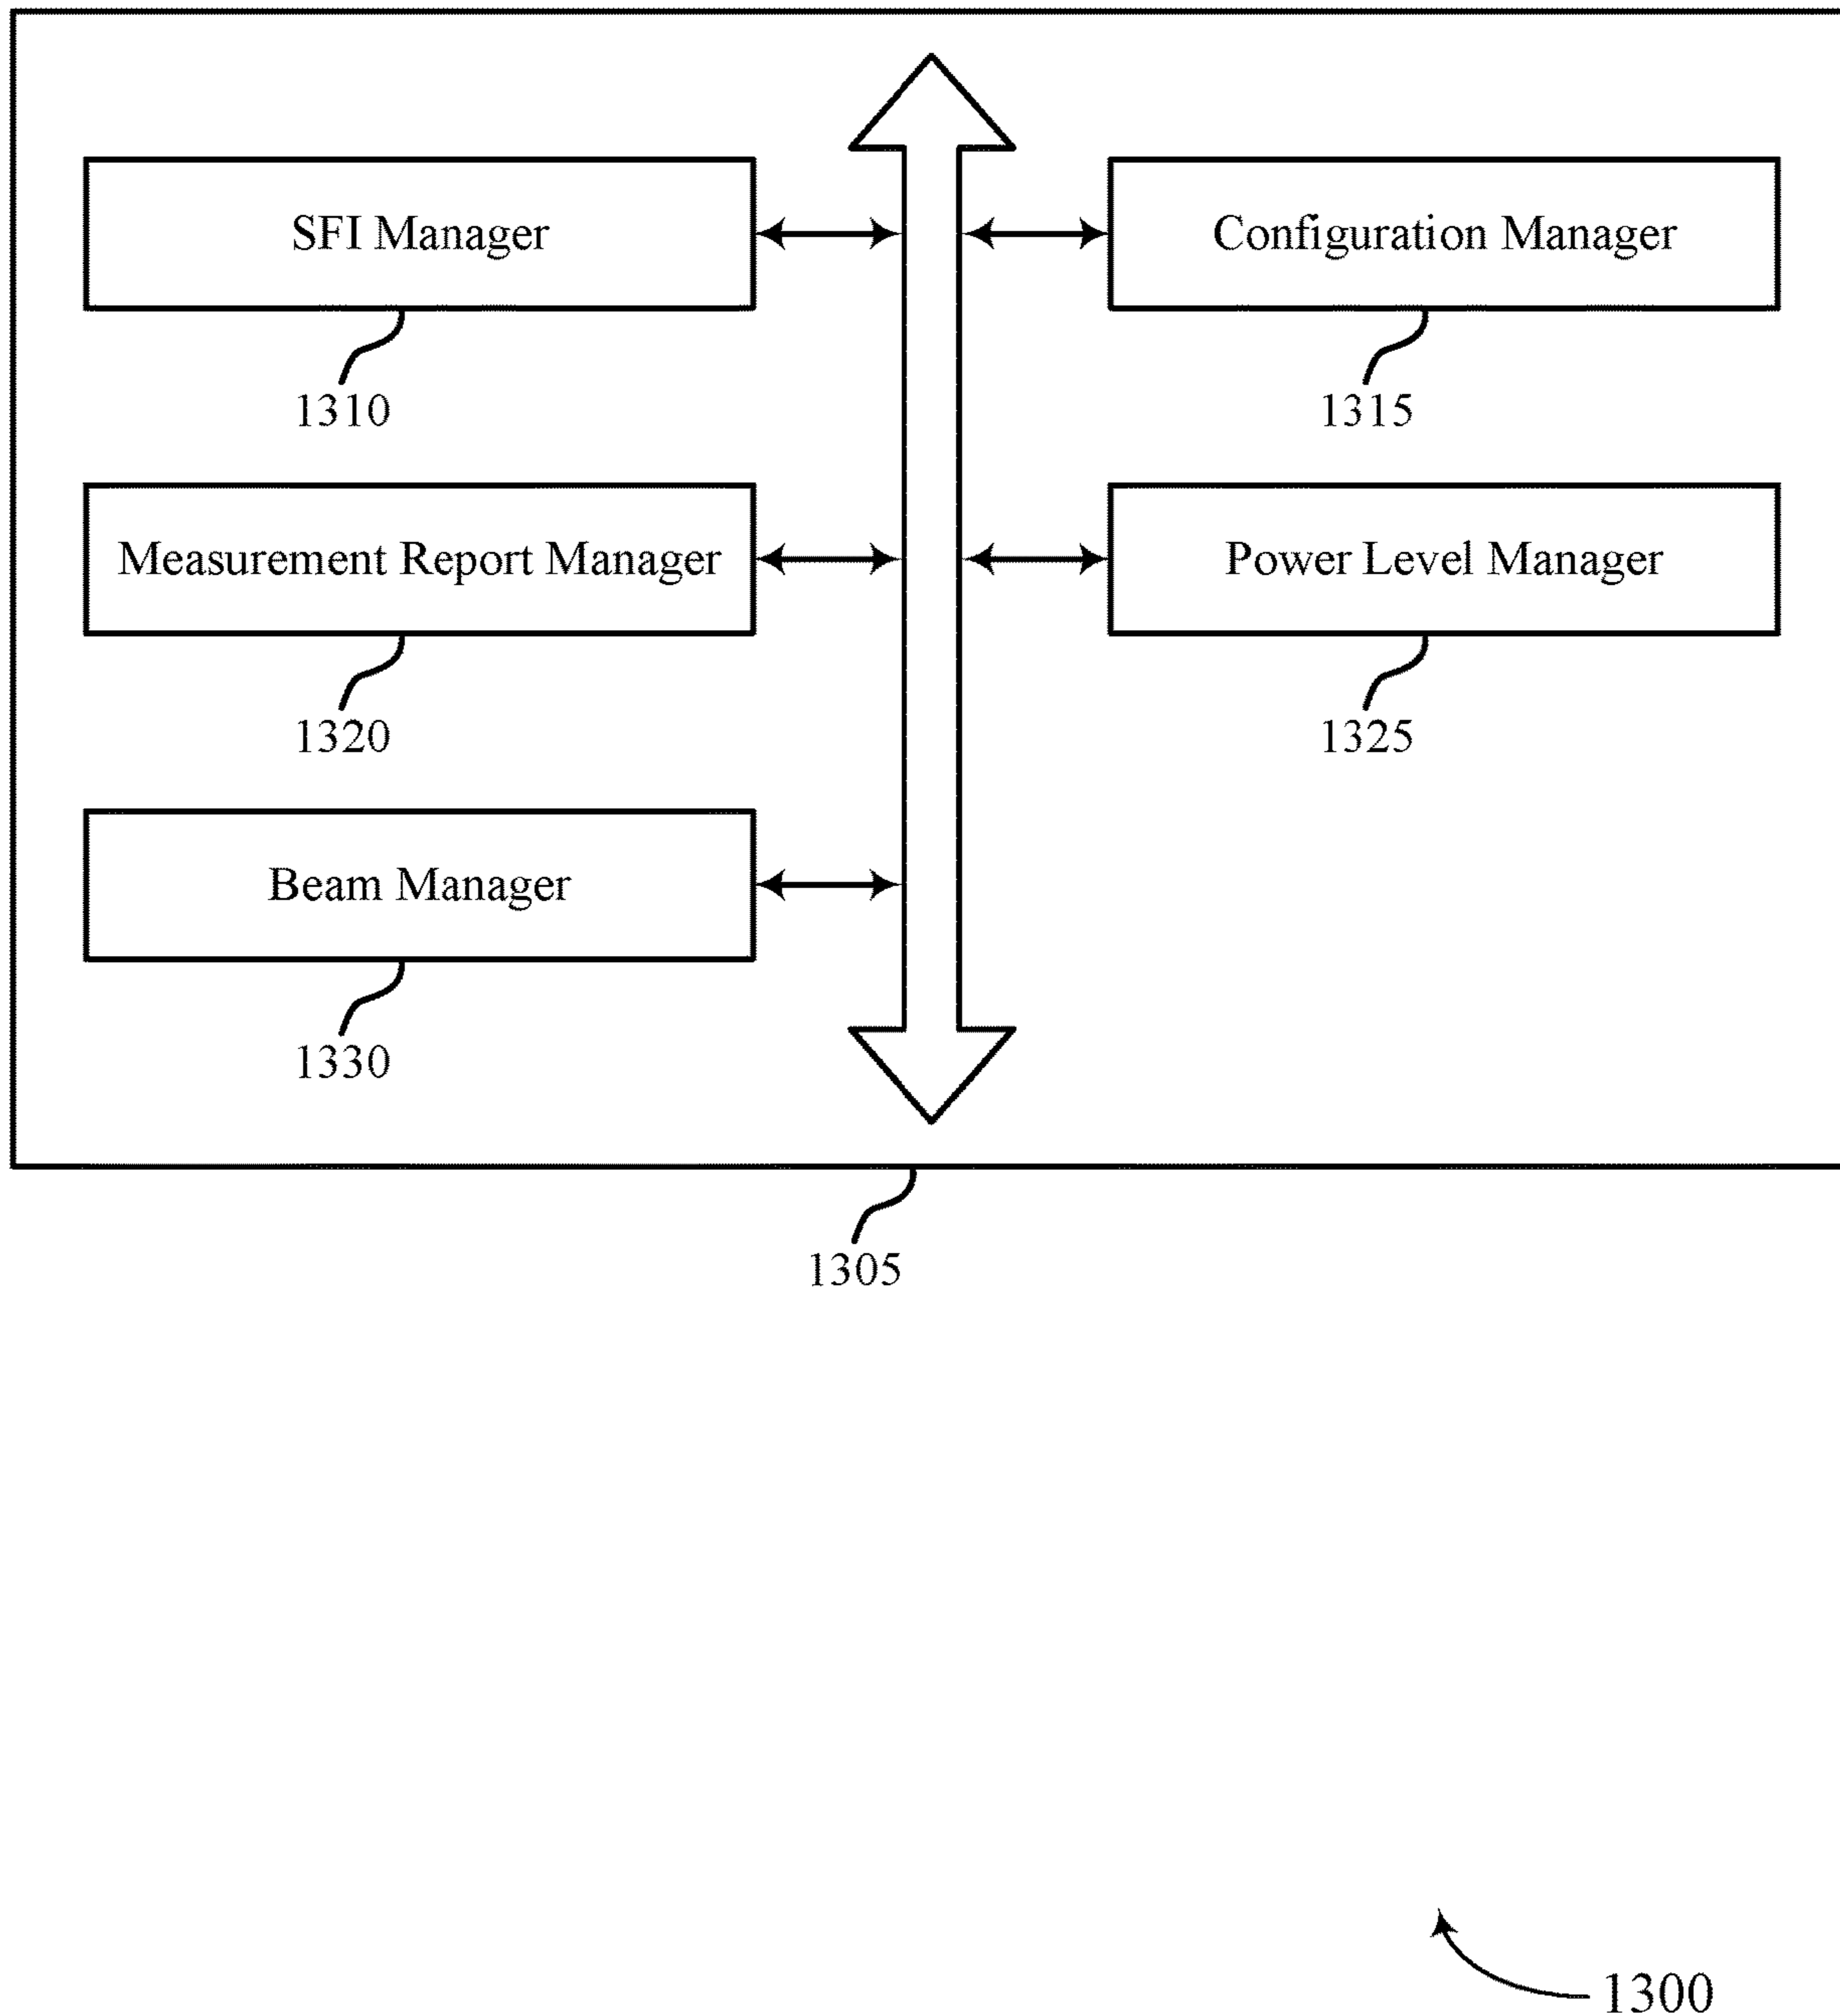 SFI Manager
Configuration Manager
1310
1315
Measurement Report Manager
Power Level Manager
1320
1325
Beam Manager
1330
1305
1300